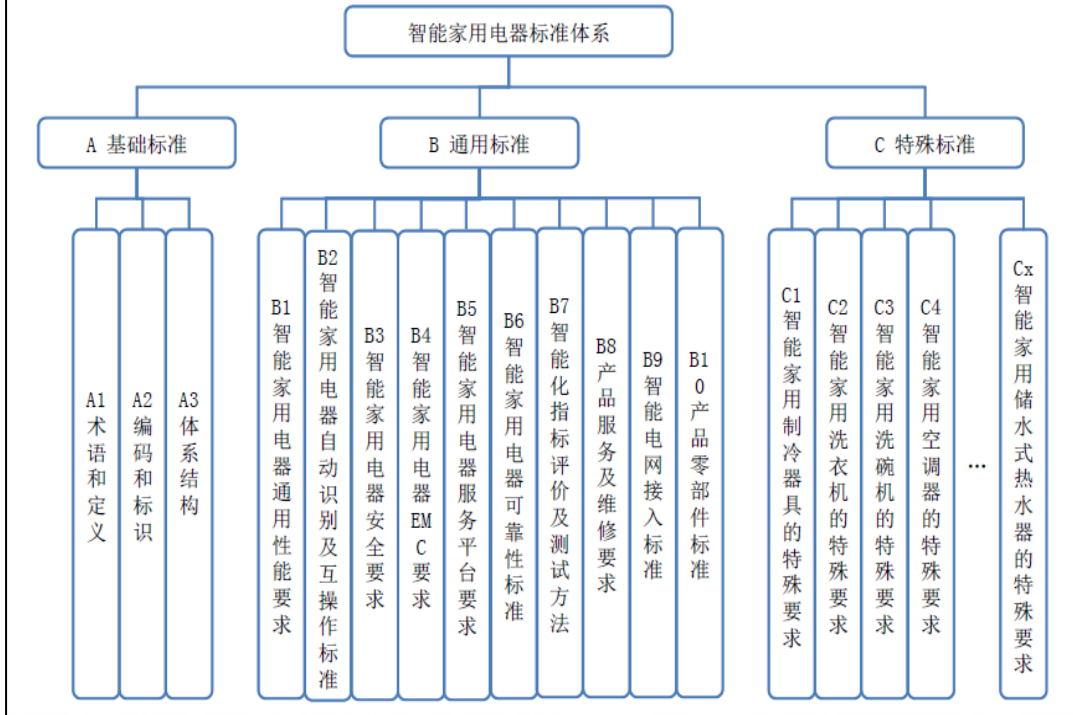 智能家用电器标准体系
A 基础标准
B 通用标准
C 特殊标准
A1术语和定义
A2编码和标识
A3体系结构
B1智能家用电器通用性能要求
B2智能家用电器自动识别及互操作标准
B3智能家用电器安全要求
B4智能家用电器EMC要求
B5智能家用电器服务平台要求
B6智能家用电器可靠性标准
B7智能化指标评价及测试方法
B8产品服务及维修要求
B9智能电网接入标准
B10产品零部件标准
C1智能家用制冷器具的特殊要求
C2智能家用洗衣机的特殊要求
C3智能家用洗碗机的特殊要求
C4智能家用空调器的特殊要求
…
Cx智能家用储水式热水器的特殊要求